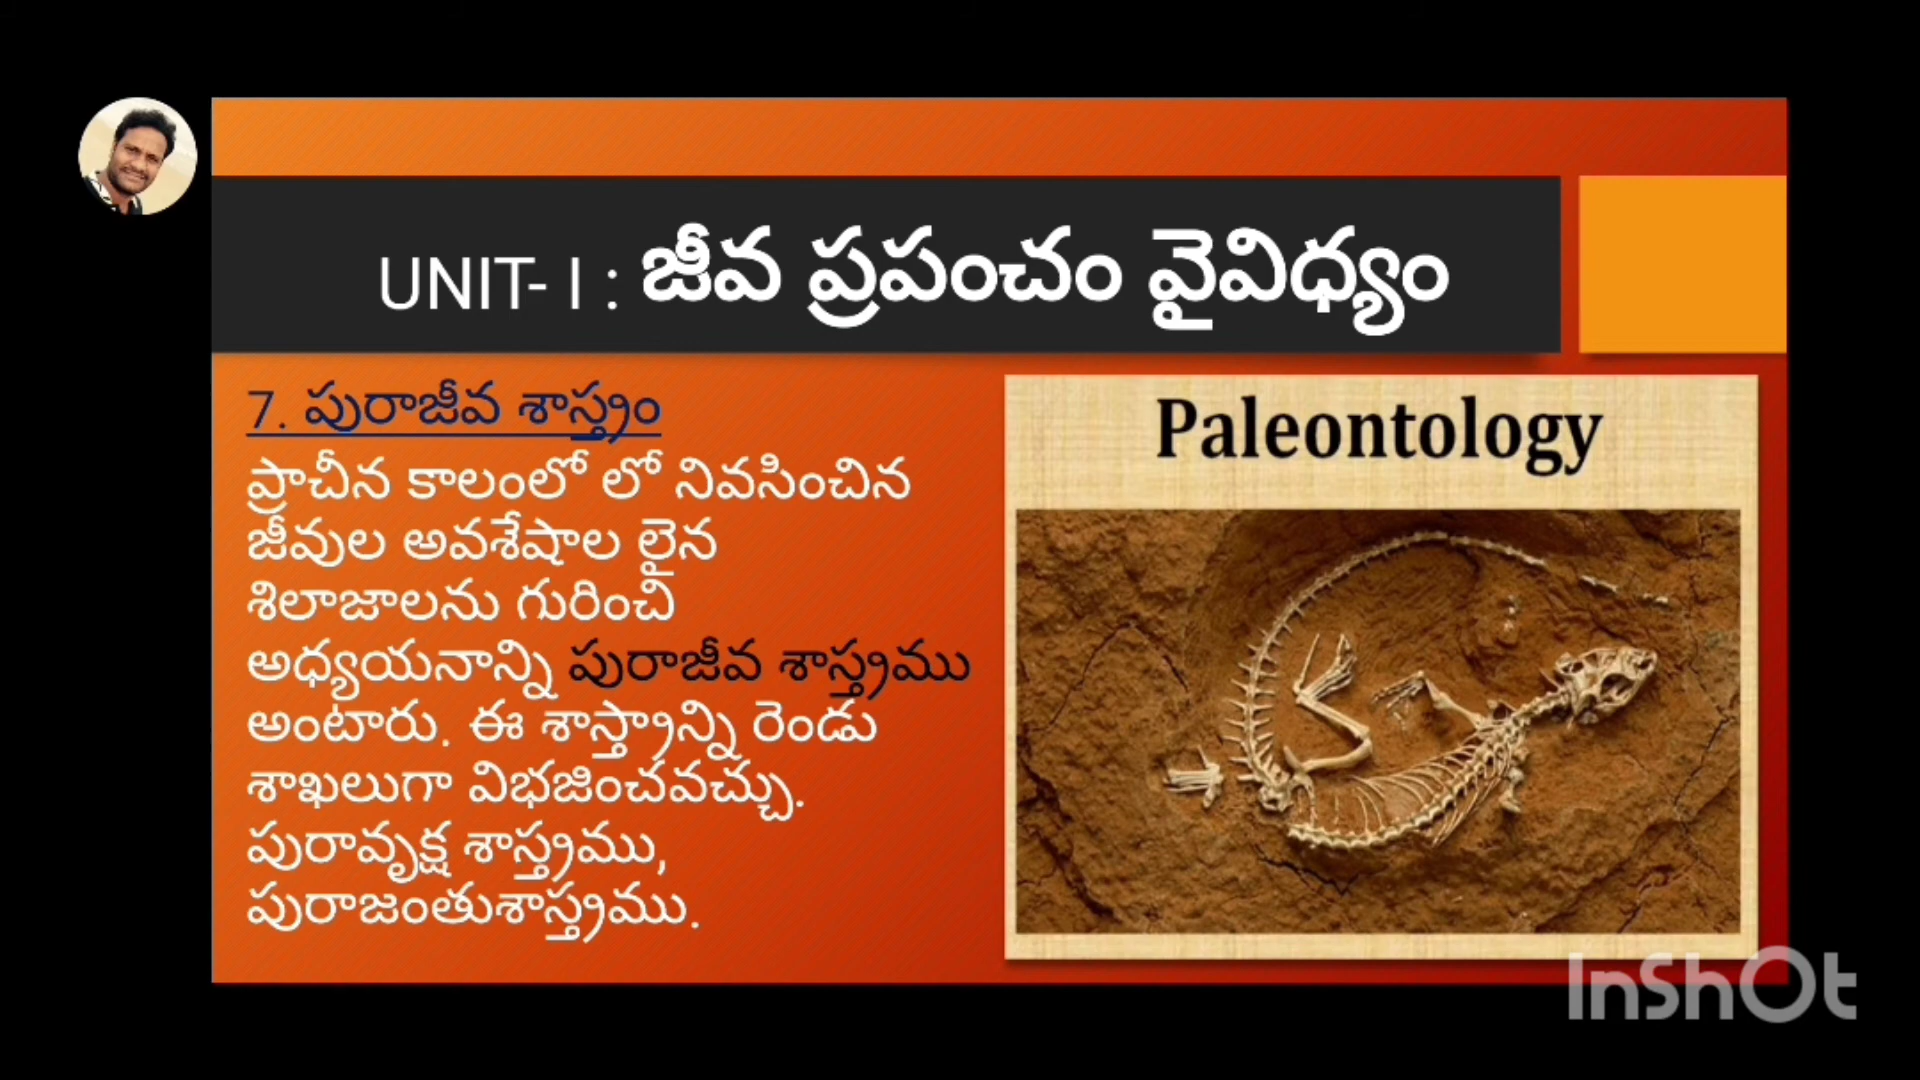 UNIT- I : జీవ ప్రపంచం వైవిధ్యం
7. పురాజీవ శాస్త్రం
ప్రాచీన కాలంలో లో నివసించిన
జీవుల అవశేషాల లైన
శిలాజాలను గురించి
అధ్యయనాన్ని పురాజీవ శాస్త్రము
అంటారు. ఈ శాస్త్రాన్ని రెండు
శాఖలుగా విభజించవచ్చు.
పురావృక్ష శాస్త్రము,
పురాజంతుశాస్త్రము.
Paleontology
InShOt